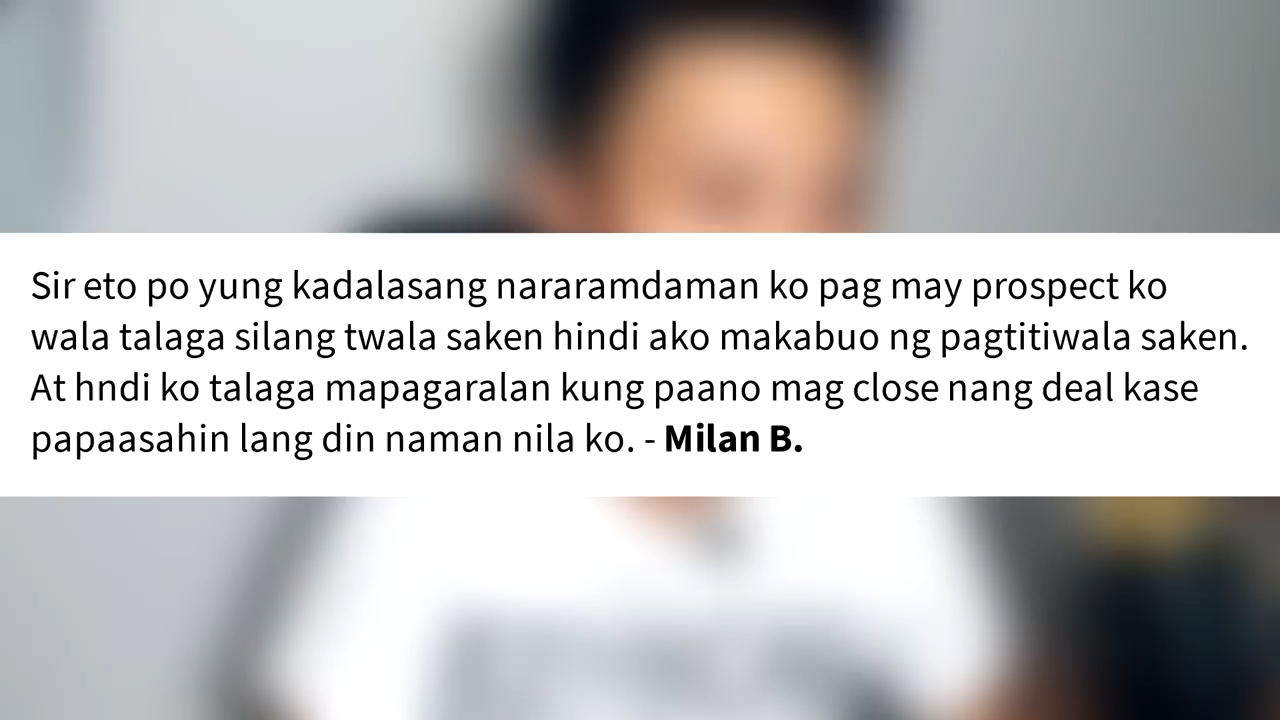 Sir eto po yung kadalasang nararamdaman ko pag may prospect ko
wala talaga silang twala saken hindi ako makabuo ng pagtitiwala saken.
At hndi ko talaga mapagaralan kung paano mag close nang deal kase
papaasahin lang din naman nila ko. - Milan B.